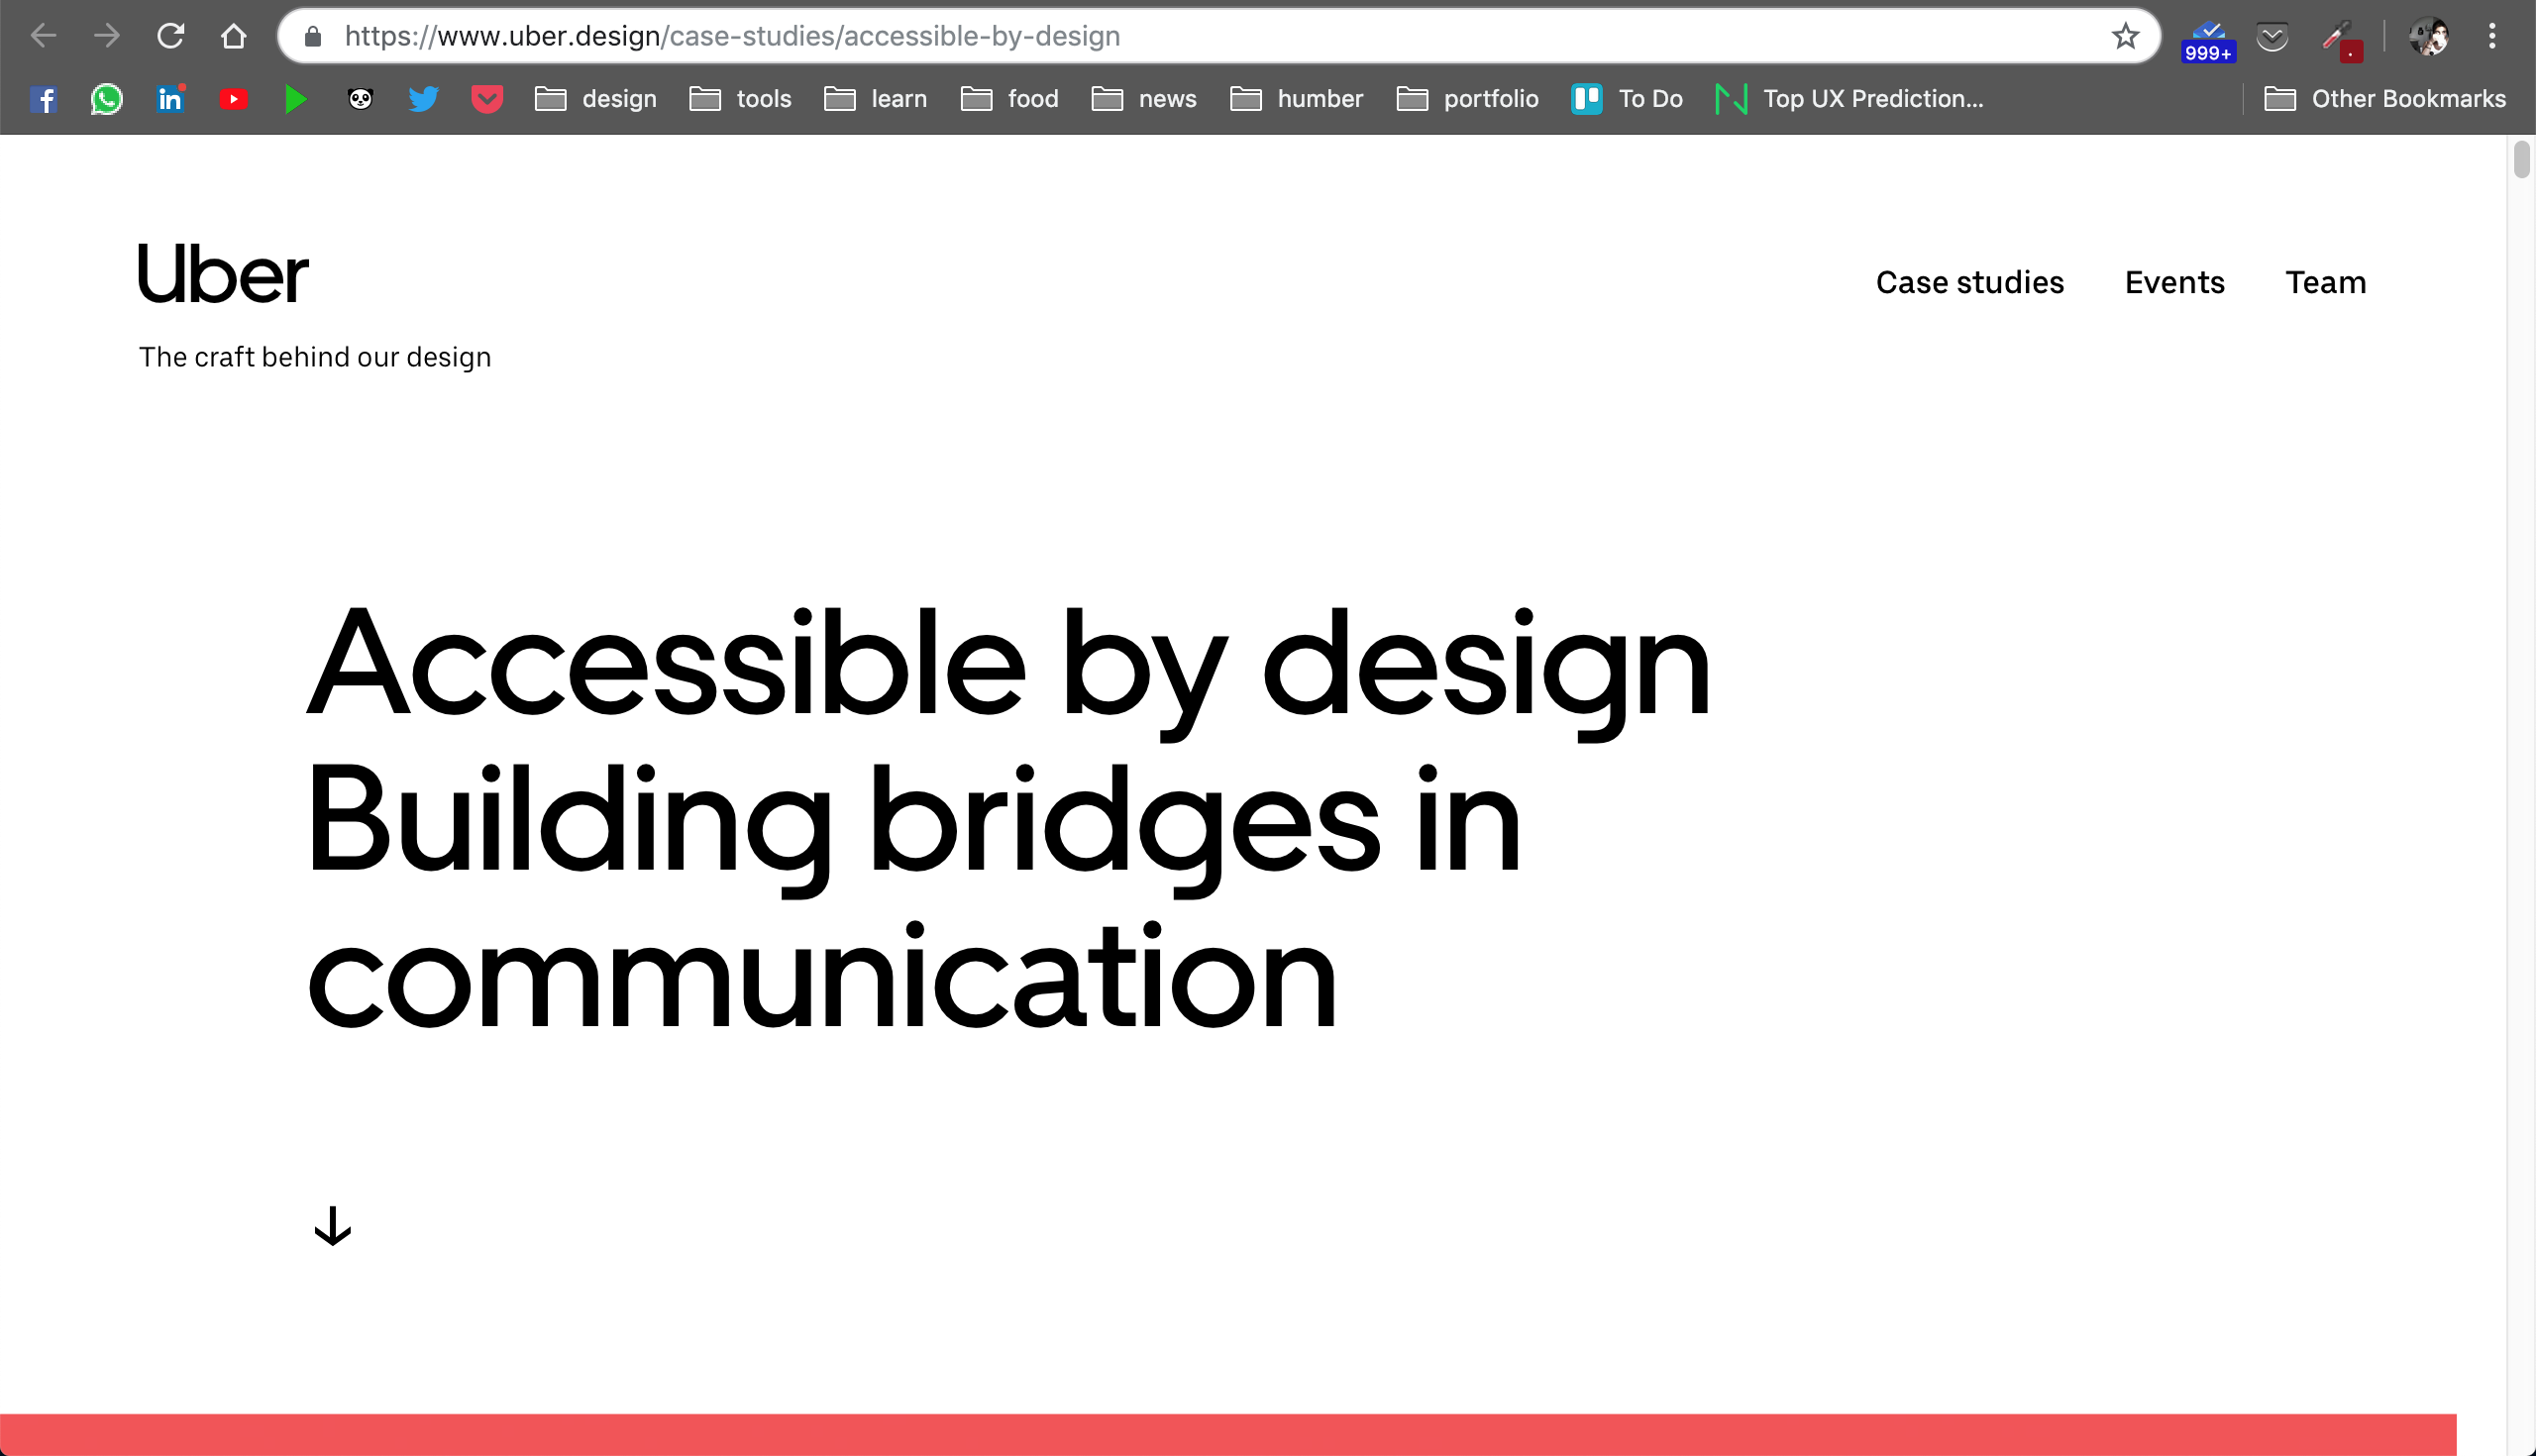 https://www.uber.design/case-studies/accessible-by-design
999+
design tools learn food news humber portfolio To Do Top UX Prediction... Other Bookmarks
Uber
Case studies Events Team
The craft behind our design
Accessible by design
Building bridges in
communication